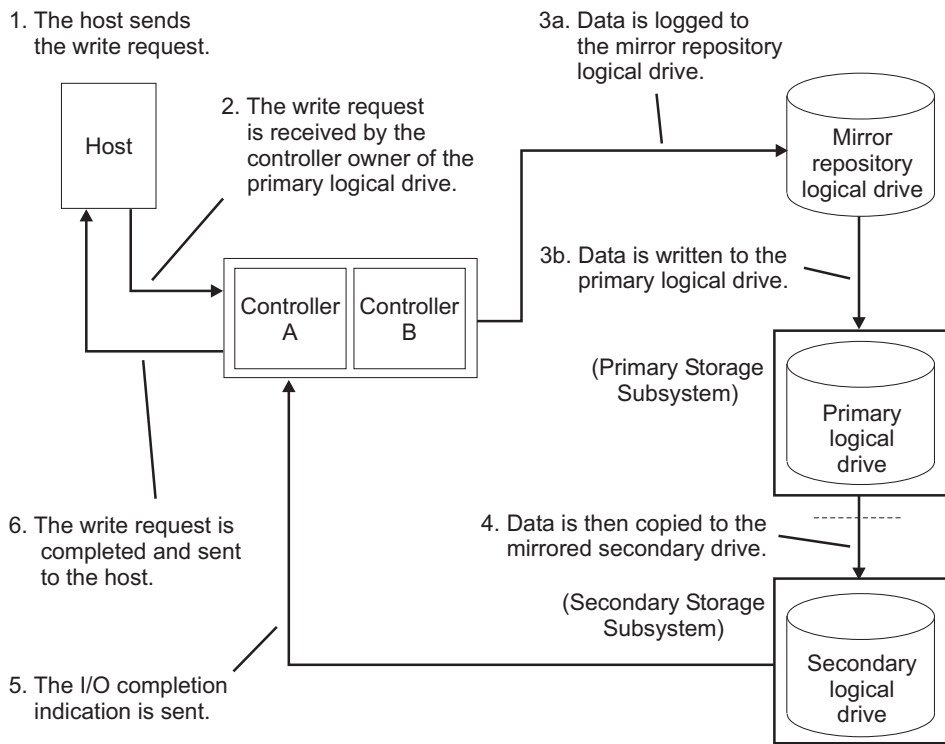 1. The host sends
the write request.
Host
2. The write request
is received by the
controller owner of the
primary logical drive.
Controller
A
Controller
B
3a. Data is logged to
the mirror repository
logical drive.
Mirror
repository
logical drive
3b. Data is written to the
primary logical drive.
(Primary Storage
Subsystem)
Primary
logical
drive
4. Data is then copied to the
mirrored secondary drive.
(Secondary Storage
Subsystem)
Secondary
logical
drive
5. The I/O completion
indication is sent.
6. The write request is
completed and sent
to the host.